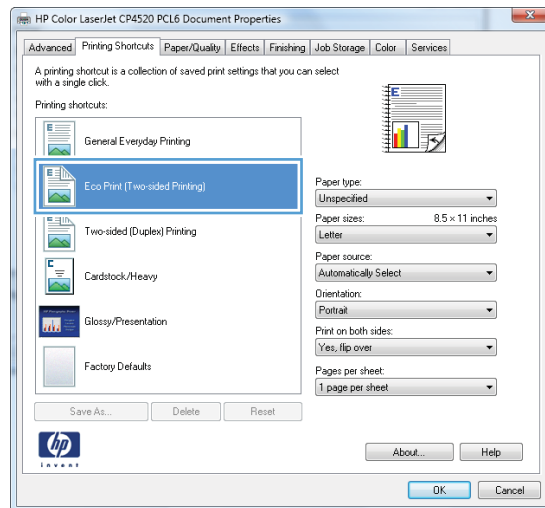 HP Color LaserJet CP4520 PCL6 Document Properties
Advanced Printing Shortcuts Paper/Quality Effects Finishing Job Storage Color Services
A printing shortcut is a collection of saved print settings that you can select
with a single click.
Printing shortcuts:
General Everyday Printing
Eco Print (Two-sided Printing)
Two-sided (Duplex) Printing
Cardstock/Heavy
Glossy/Presentation
Factory Defaults
Save As... Delete Reset
Paper type:
Unspecified
Paper sizes: 8.5 × 11 inches
Letter
Paper source:
Automatically Select
Orientation:
Portrait
Print on both sides:
Yes, flip over
Pages per sheet:
1 page per sheet
hp
invent
About... Help
OK Cancel